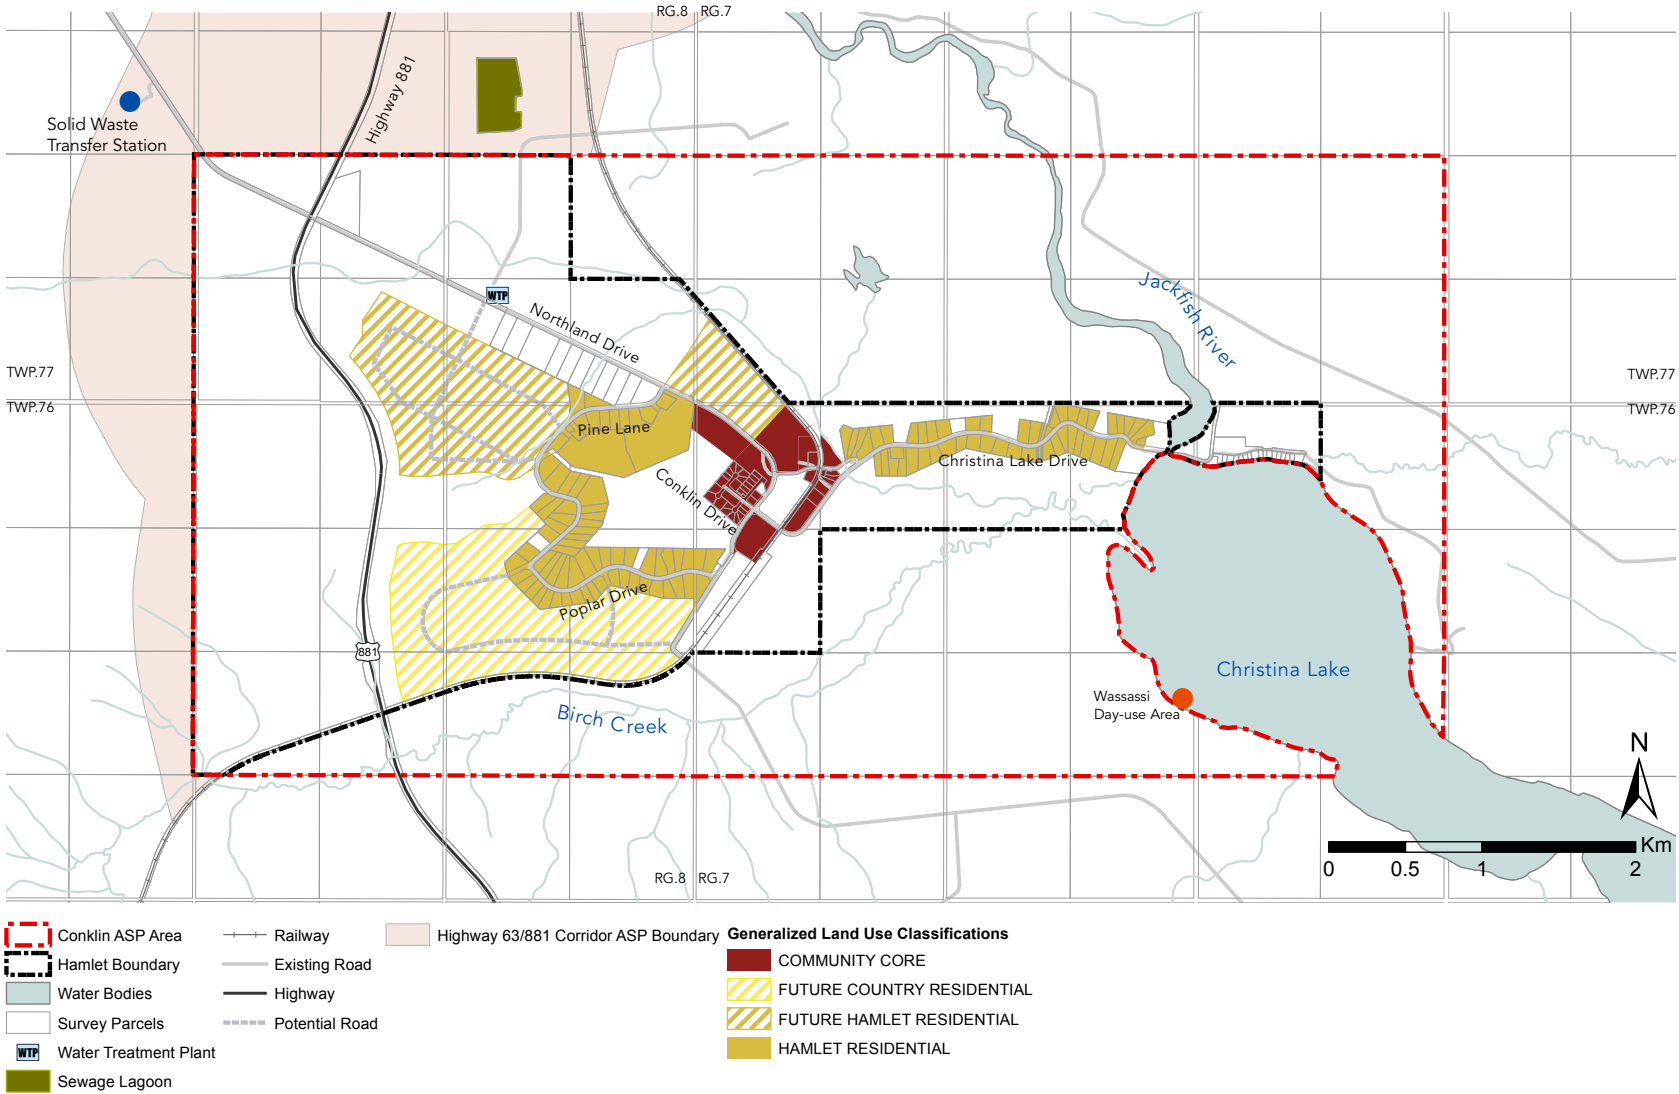 RG.8 RG.7
Highway 881
Solid Waste
Transfer Station
Jackfish River
WTP
Northland Drive
TWP.77
TWP.76
TWP.77
TWP.76
Pine Lane
Christina Lake Drive
Conklin Drive
Poplar Drive
881
Christina Lake
Wassassi
Day-use Area
Birch Creek
N
Km
0 0.5 1 2
RG.8 RG.7
Conklin ASP Area
Hamlet Boundary
Water Bodies
Survey Parcels
WTP Water Treatment Plant
Sewage Lagoon
Railway
Existing Road
Highway
Potential Road
Highway 63/881 Corridor ASP Boundary
Generalized Land Use Classifications
COMMUNITY CORE
FUTURE COUNTRY RESIDENTIAL
FUTURE HAMLET RESIDENTIAL
HAMLET RESIDENTIAL